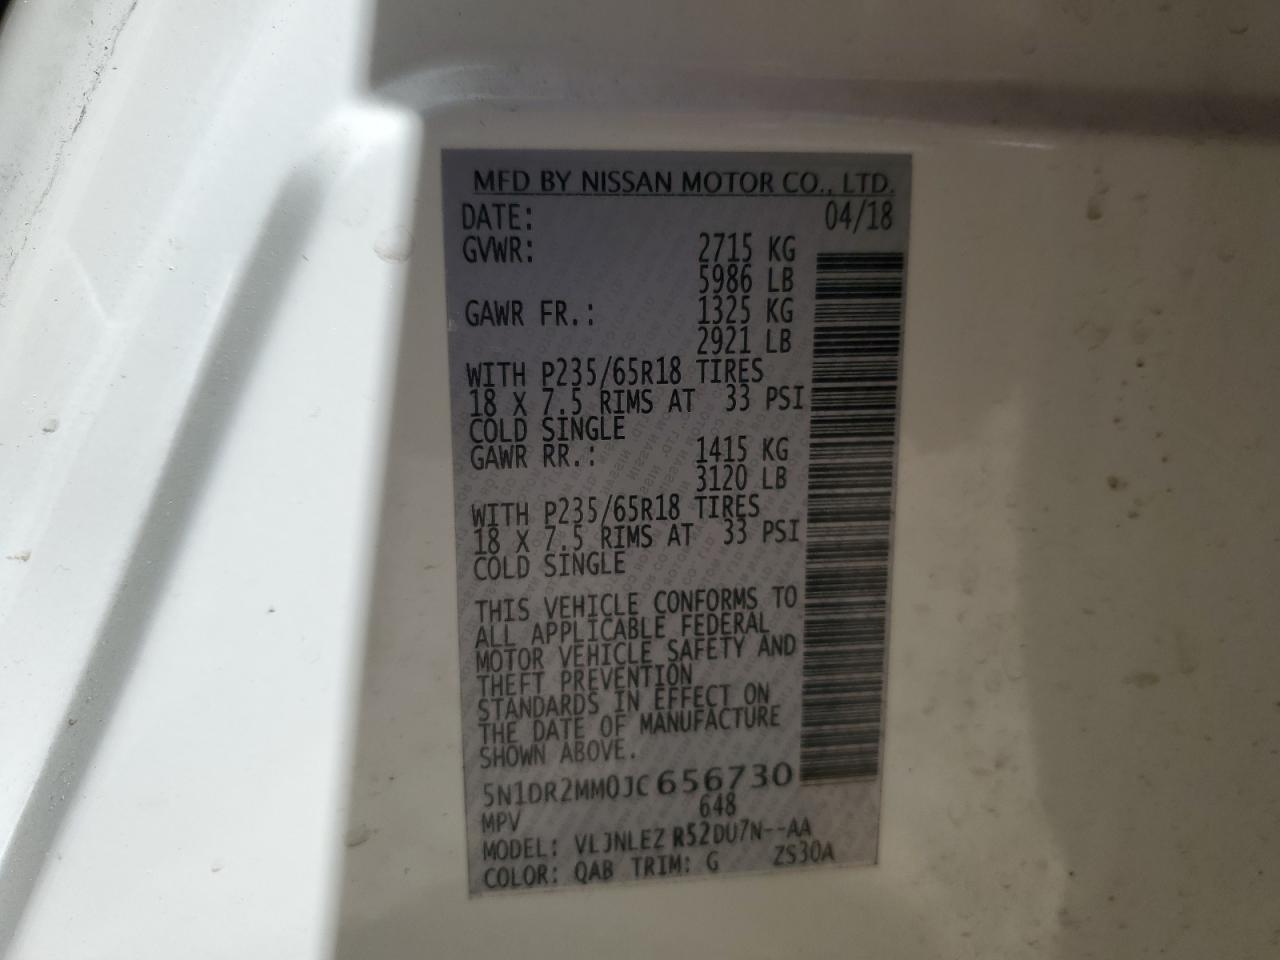 MFD BY NISSAN MOTOR CO., LTD.
DATE: 04/18
GVWR: 2715 KG
5986 LB
GAWR FR.: 1325 KG
2921 LB
WITH P235/65R18 TIRES
18 X 7.5 RIMS AT 33 PSI
COLD SINGLE
GAWR RR.: 1415 KG
3120 LB
WITH P235/65R18 TIRES
18 X 7.5 RIMS AT 33 PSI
COLD SINGLE
THIS VEHICLE CONFORMS TO
ALL APPLICABLE FEDERAL
MOTOR VEHICLE SAFETY AND
THEFT PREVENTION
STANDARDS IN EFFECT ON
THE DATE OF MANUFACTURE
SHOWN ABOVE.
5N1DR2MM0JC656730
MPV 648
MODEL: VLJNLEZ R52DU7N--AA
COLOR: QAB TRIM: G ZS30A